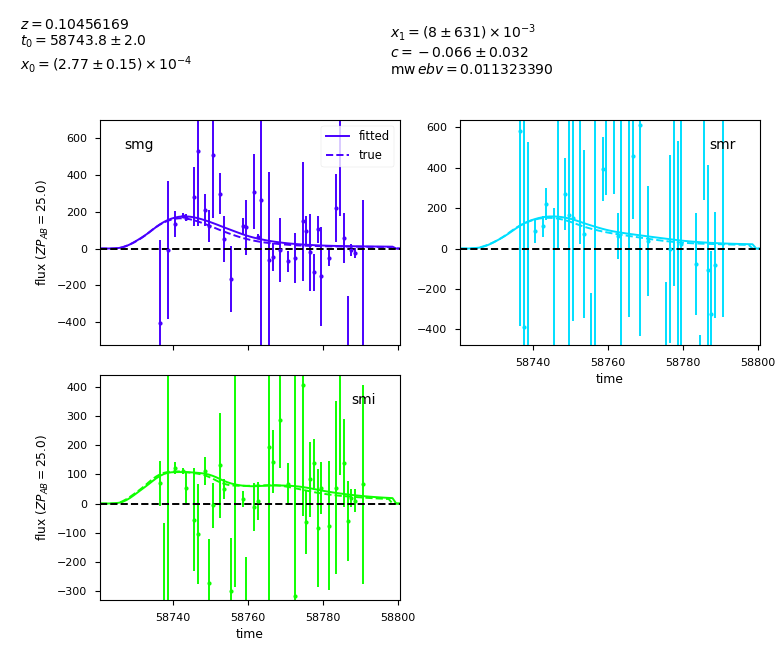 z = 0.10456169
t₀ = 58743.8 ± 2.0
x₀ = (2.77 ± 0.15) × 10⁻⁴
x₁ = (8 ± 631) × 10⁻³
c = −0.066 ± 0.032
mw ebv = 0.011323390
smg
fitted
true
600
400
200
0
−200
−400
flux (ZP_AB = 25.0)
smr
600
400
200
0
−200
−400
58740 58760 58780 58800
time
smi
400
300
200
100
0
−100
−200
−300
flux (ZP_AB = 25.0)
58740 58760 58780 58800
time